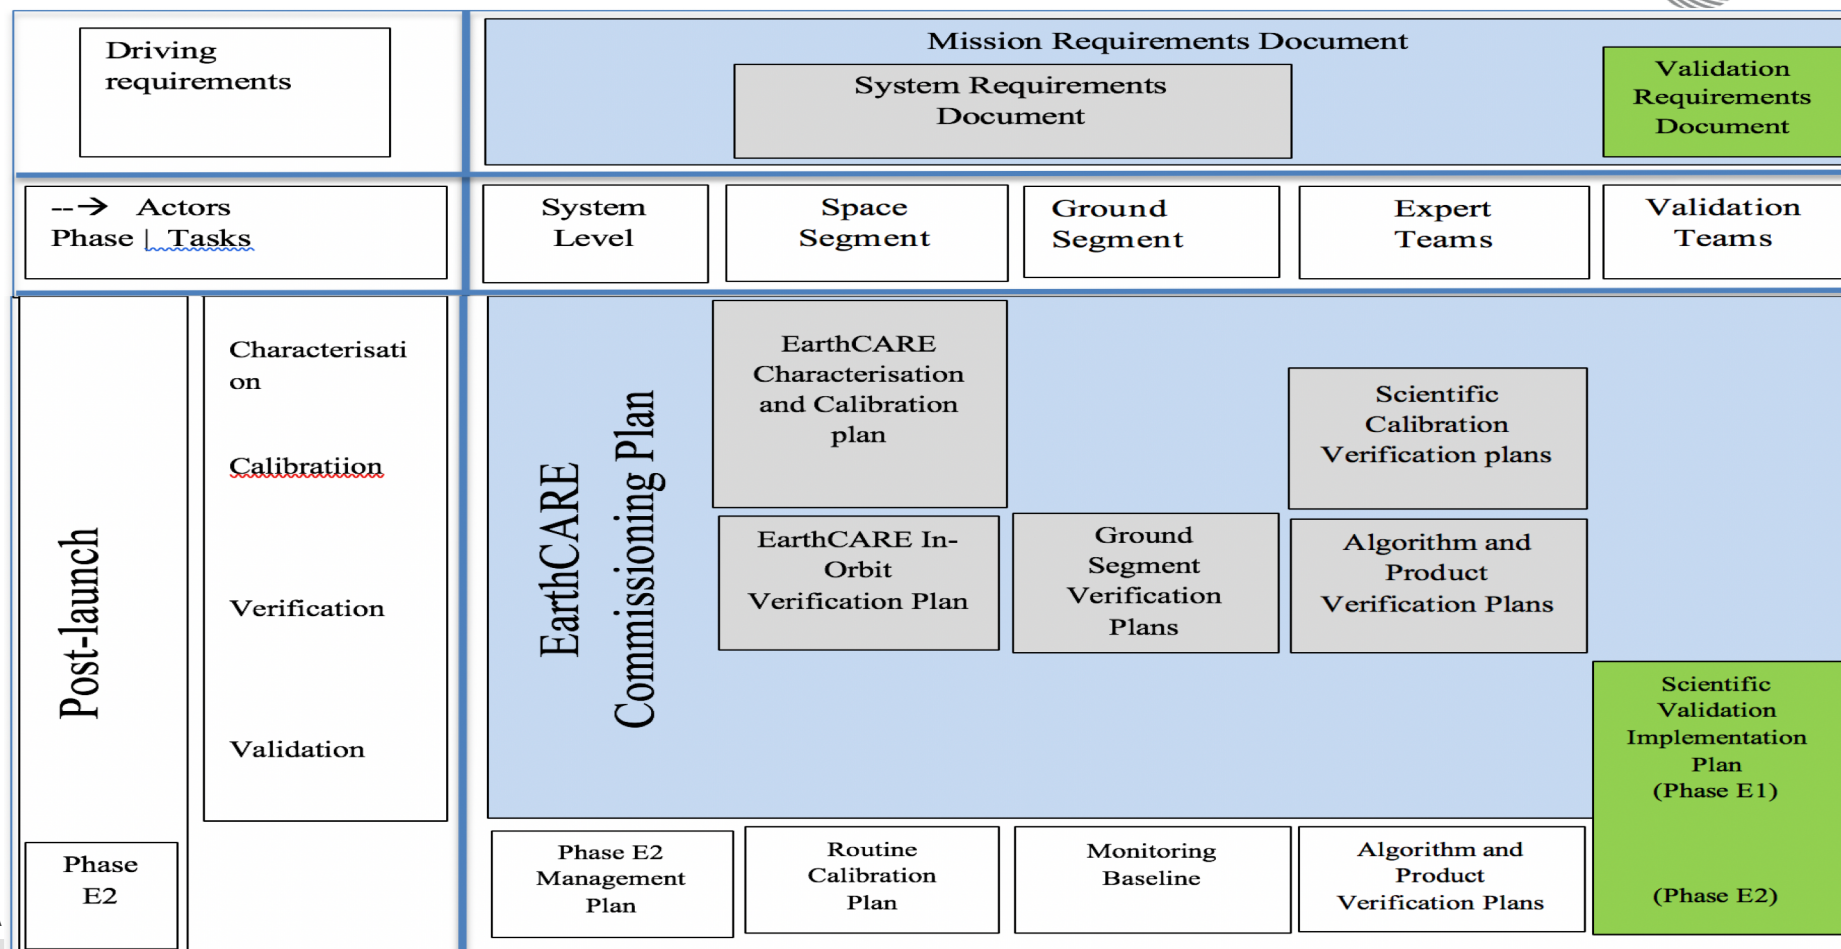 Driving
requirements
Mission Requirements Document
System Requirements
Document
Validation
Requirements
Document
--→ Actors
Phase | Tasks
System
Level
Space
Segment
Ground
Segment
Expert
Teams
Validation
Teams
Post-launch
Characterisati
on
Calibratiion
Verification
Validation
EarthCARE
Commissioning Plan
EarthCARE
Characterisation
and Calibration
plan
Scientific
Calibration
Verification plans
EarthCARE In-
Orbit
Verification Plan
Ground
Segment
Verification
Plans
Algorithm and
Product
Verification Plans
Scientific
Validation
Implementation
Plan
(Phase E1)
(Phase E2)
Phase
E2
Phase E2
Management
Plan
Routine
Calibration
Plan
Monitoring
Baseline
Algorithm and
Product
Verification Plans